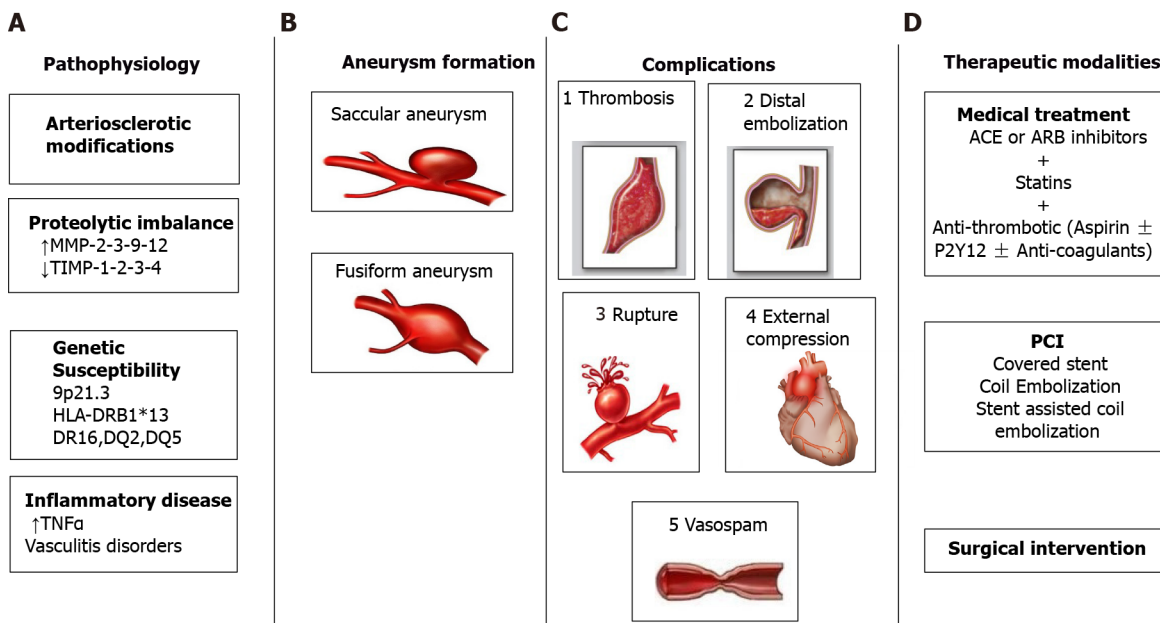 A
Pathophysiology
Arteriosclerotic
modifications
Proteolytic imbalance
↑MMP-2-3-9-12
↓TIMP-1-2-3-4
Genetic
Susceptibility
9p21.3
HLA-DRB1*13
DR16,DQ2,DQ5
Inflammatory disease
↑TNFα
Vasculitis disorders
B
Aneurysm formation
Saccular aneurysm
Fusiform aneurysm
C
Complications
1 Thrombosis
2 Distal
embolization
3 Rupture
4 External
compression
5 Vasospam
D
Therapeutic modalities
Medical treatment
ACE or ARB inhibitors
+
Statins
+
Anti-thrombotic (Aspirin ±
P2Y12 ± Anti-coagulants)
PCI
Covered stent
Coil Embolization
Stent assisted coil
embolization
Surgical intervention